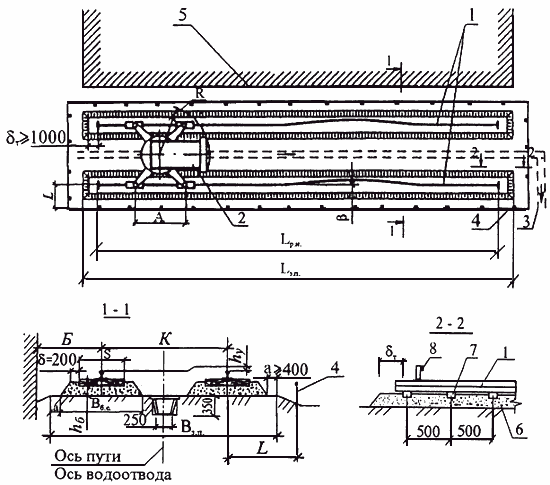 5
1
1
R
δт≥1000
2
2
L
A
2
β
1
4
3
Lр.и.
Lз.п.
1-1
2-2
Б
K
δ=200
S
hу
a≥400
4
δт
8
7
1
hб
Bб.с.
250
Bз.п.
350
L
500
500
6
Ось пути
Ось водоотвода